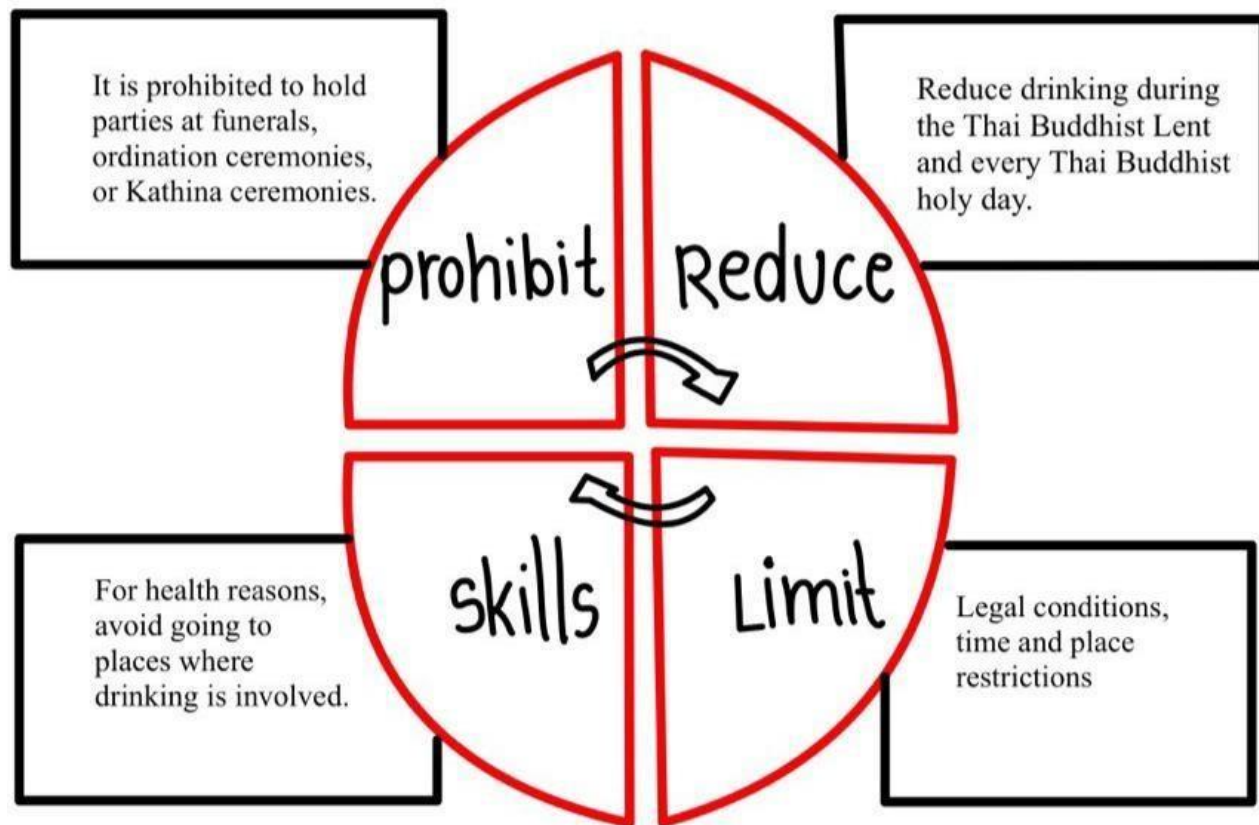 It is prohibited to hold
parties at funerals,
ordination ceremonies,
or Kathina ceremonies.
Reduce drinking during
the Thai Buddhist Lent
and every Thai Buddhist
holy day.
prohibit
Reduce
Skills
Limit
For health reasons,
avoid going to
places where
drinking is involved.
Legal conditions,
time and place
restrictions